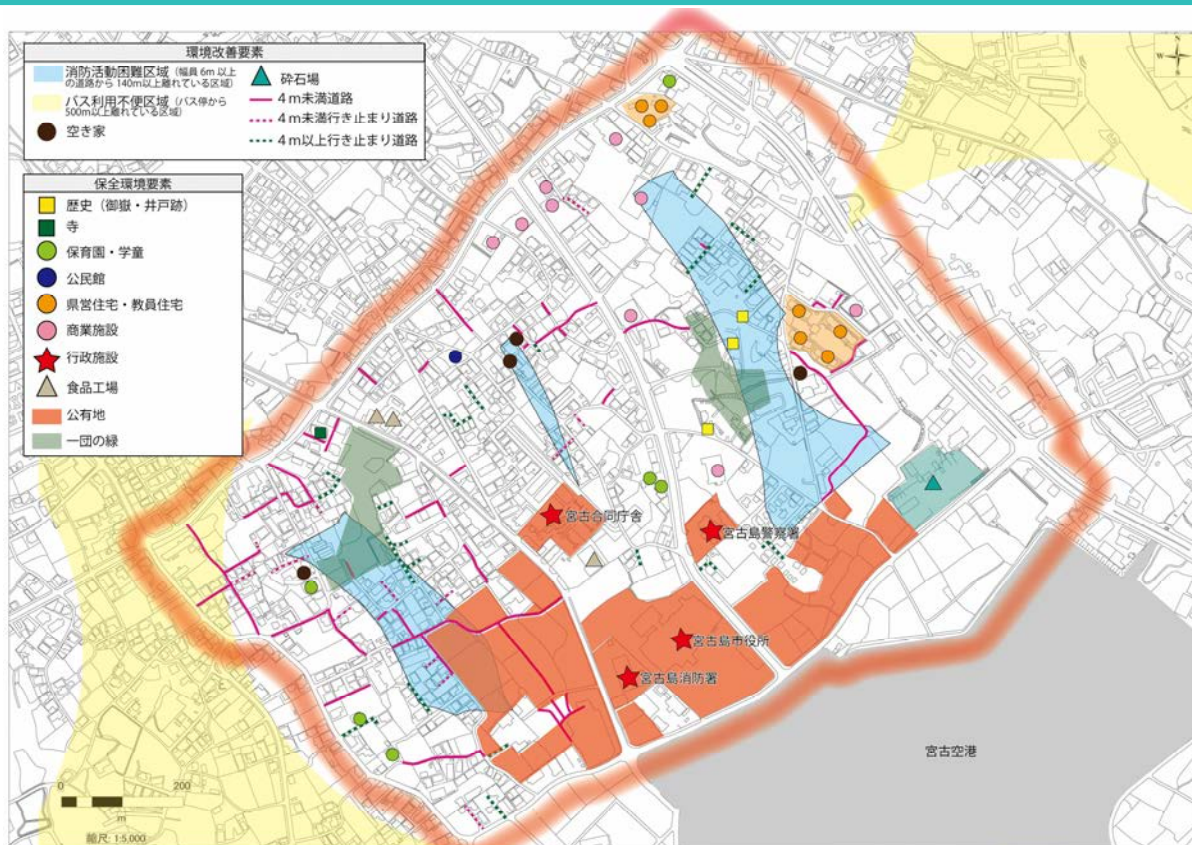 環境改善要素
消防活動困難区域（幅員 6m 以上
の道路から 140m以上離れている区域）
バス利用不便区域（バス停から
500m以上離れている区域）
空き家
砕石場
４ｍ未満道路
４ｍ未満行き止まり道路
４ｍ以上行き止まり道路
保全環境要素
歴史（御嶽・井戸跡）
寺
保育園・学童
公民館
県営住宅・教員住宅
商業施設
行政施設
食品工場
公有地
一団の緑
宮古合同庁舎
宮古島警察署
宮古島市役所
宮古島消防署
宮古空港
0 200
m
縮尺: 1:5,000